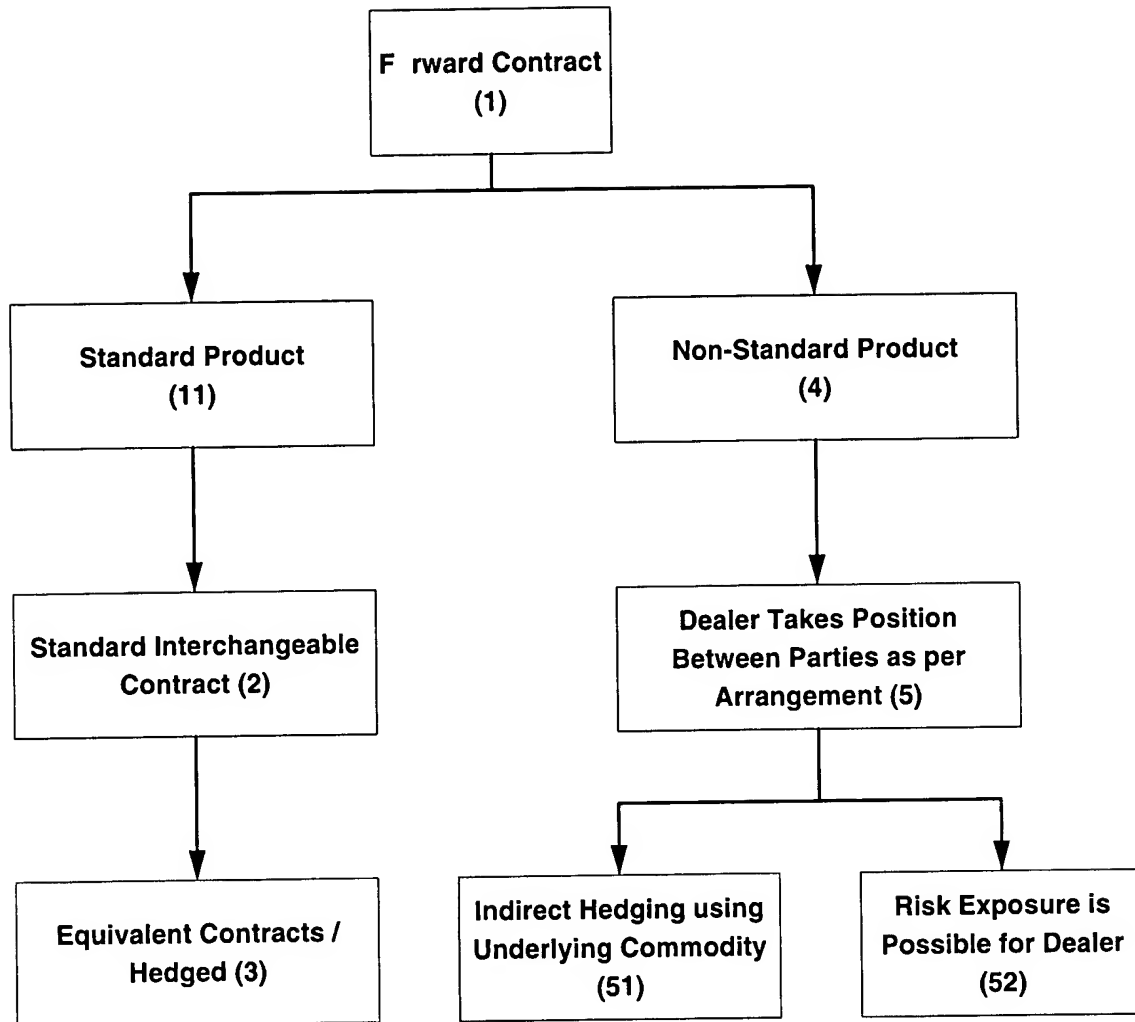 F rward Contract
(1)
Standard Product
(11)
Non-Standard Product
(4)
Standard Interchangeable
Contract (2)
Dealer Takes Position
Between Parties as per
Arrangement (5)
Equivalent Contracts /
Hedged (3)
Indirect Hedging using
Underlying Commodity
(51)
Risk Exposure is
Possible for Dealer
(52)